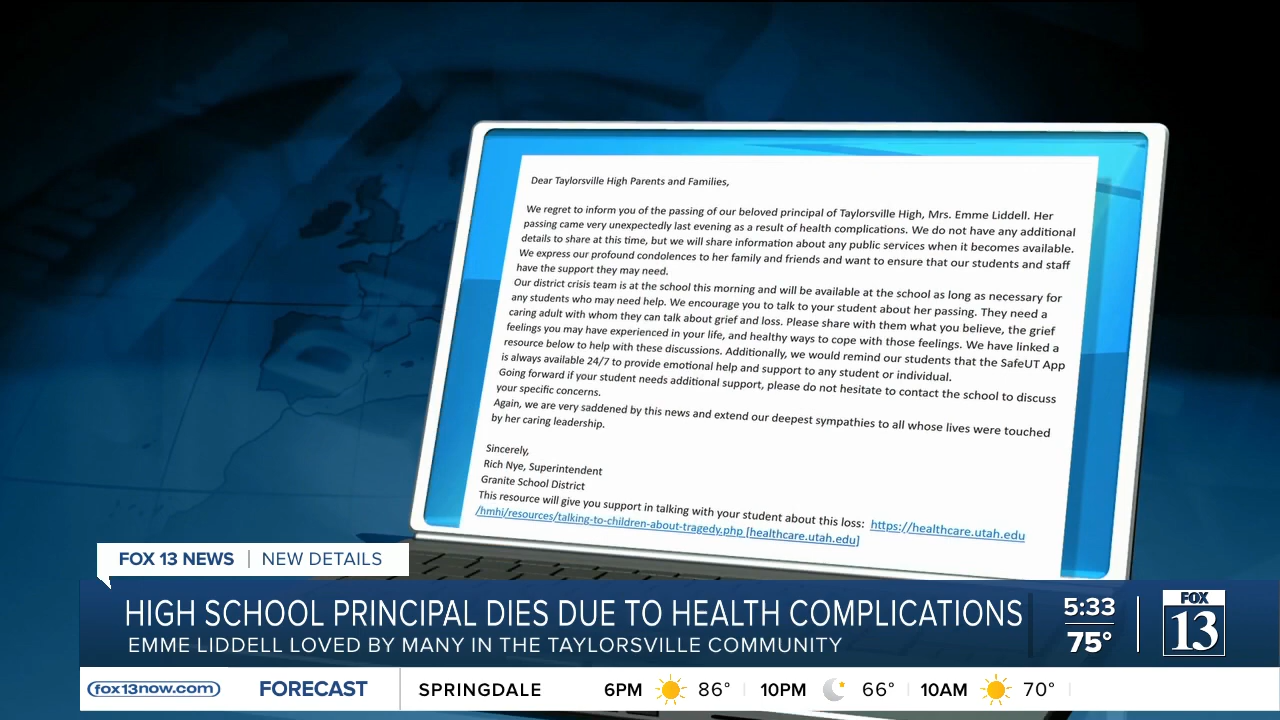 Dear Taylorsville High Parents and Families,
We regret to inform you of the passing of our beloved principal of Taylorsville High, Mrs. Emme Liddell. Her
passing came very unexpectedly last evening as a result of health complications. We do not have any additional
details to share at this time, but we will share information about any public services when it becomes available.
We express our profound condolences to her family and friends and want to ensure that our students and staff
have the support they may need.
Our district crisis team is at the school this morning and will be available at the school as long as necessary for
any students who may need help. We encourage you to talk to your student about her passing. They need a
caring adult with whom they can talk about grief and loss. Please share with them what you believe, the grief
feelings you may have experienced in your life, and healthy ways to cope with those feelings. We have linked a
resource below to help with these discussions. Additionally, we would remind our students that the SafeUT App
is always available 24/7 to provide emotional help and support to any student or individual.
Going forward if your student needs additional support, please do not hesitate to contact the school to discuss
your specific concerns.
Again, we are very saddened by this news and extend our deepest sympathies to all whose lives were touched
by her caring leadership.
Sincerely,
Rich Nye, Superintendent
Granite School District
This resource will give you support in talking with your student about this loss: https://healthcare.utah.edu
/hmhi/resources/talking-to-children-about-tragedy.php [healthcare.utah.edu]
FOX 13 NEWS | NEW DETAILS
HIGH SCHOOL PRINCIPAL DIES DUE TO HEALTH COMPLICATIONS
EMME LIDDELL LOVED BY MANY IN THE TAYLORSVILLE COMMUNITY
5:33
75°
FOX
13
fox13now.com FORECAST SPRINGDALE 6PM 86° 10PM 66° 10AM 70°